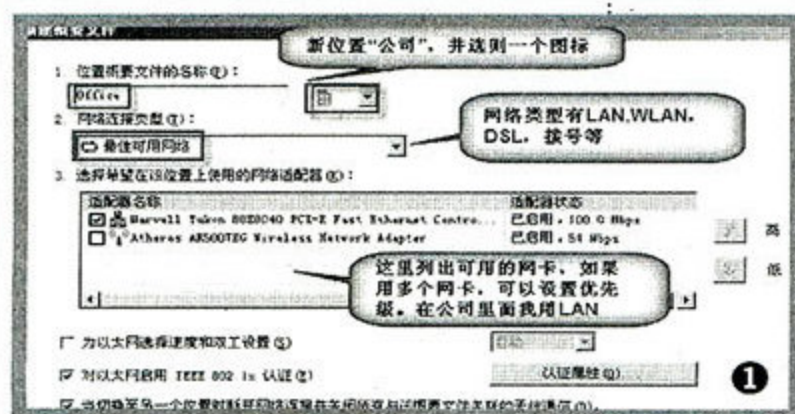 新位置“公司”，并选则一个图标
1. 位置概要文件的名称(P)：
Office
2. 网络连接类型(T)：
最佳可用网络
网络类型有LAN.WLAN.
DSL. 拨号等
3. 选择希望在该位置上使用的网络适配器(K)：
适配器名称 适配器状态
Marvell Yukon 88E8040 PCI-E Fast Ethernet Contro... 已启用，100.0 Mbps
Atheros AR5007EG Wireless Network Adapter 已启用，54 Mbps
高
低
这里列出可用的网卡，如果
用多个网卡，可以设置优先
级。在公司里面我用LAN
为以太网选择速度和双工设置(S)
自动
对以太网启用 IEEE 802 1x 认证(E)
认证属性(U)
❶